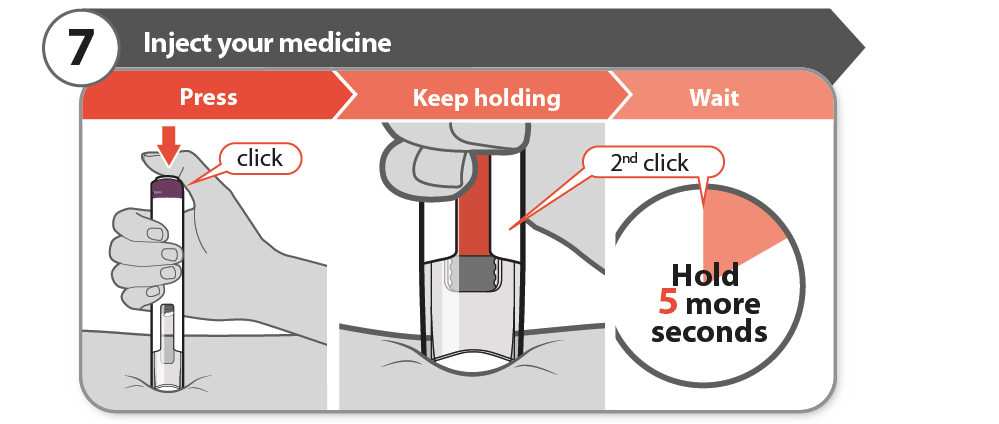 7
Inject your medicine
Press
Keep holding
Wait
click
2nd click
Hold
5 more
seconds